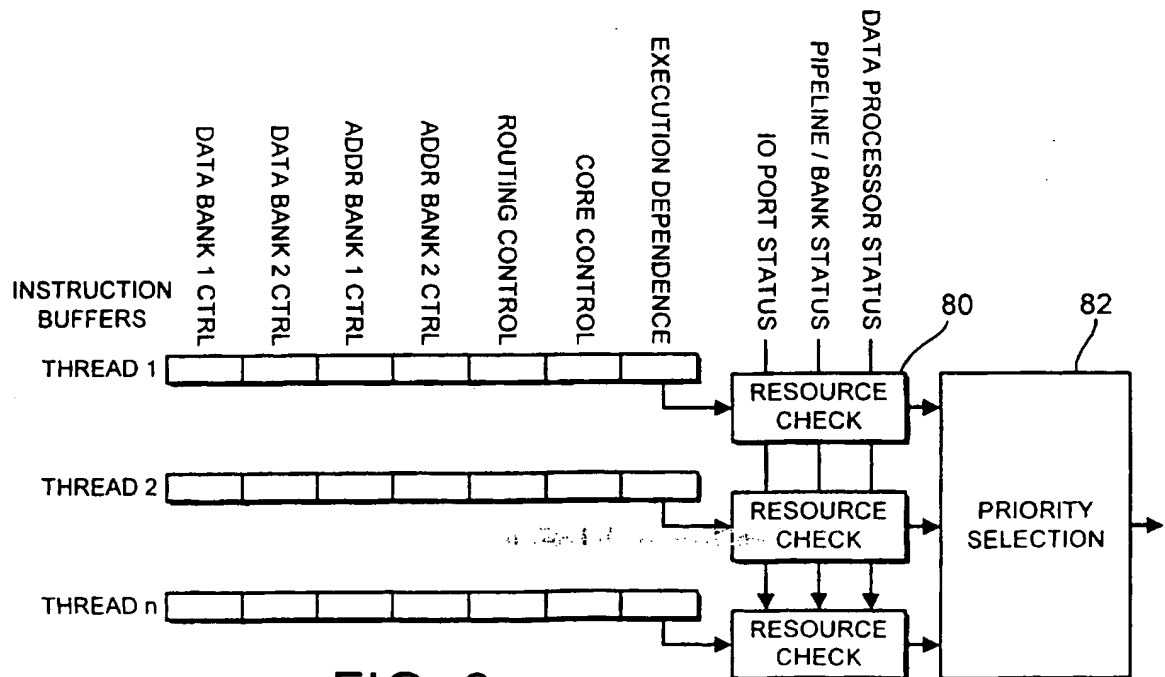 DATA BANK 1 CTRL
DATA BANK 2 CTRL
ADDR BANK 1 CTRL
ADDR BANK 2 CTRL
ROUTING CONTROL
CORE CONTROL
EXECUTION DEPENDENCE
IO PORT STATUS
PIPELINE / BANK STATUS
DATA PROCESSOR STATUS
80
82
INSTRUCTION
BUFFERS
THREAD 1
RESOURCE
CHECK
THREAD 2
RESOURCE
CHECK
PRIORITY
SELECTION
THREAD n
RESOURCE
CHECK